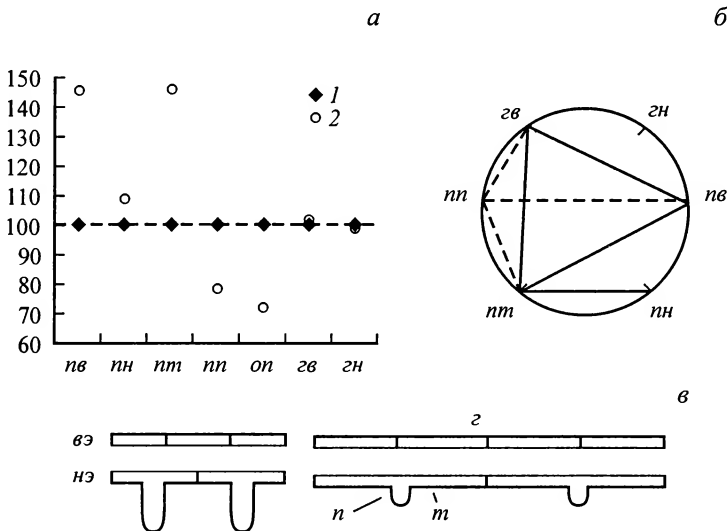 а
б
150
140
130
120
110
100
90
80
70
60
1
2
пв пн пт пп оп гв гн
гв
гн
пп
пв
пт
пн
в
г
вэ
нэ
п
т